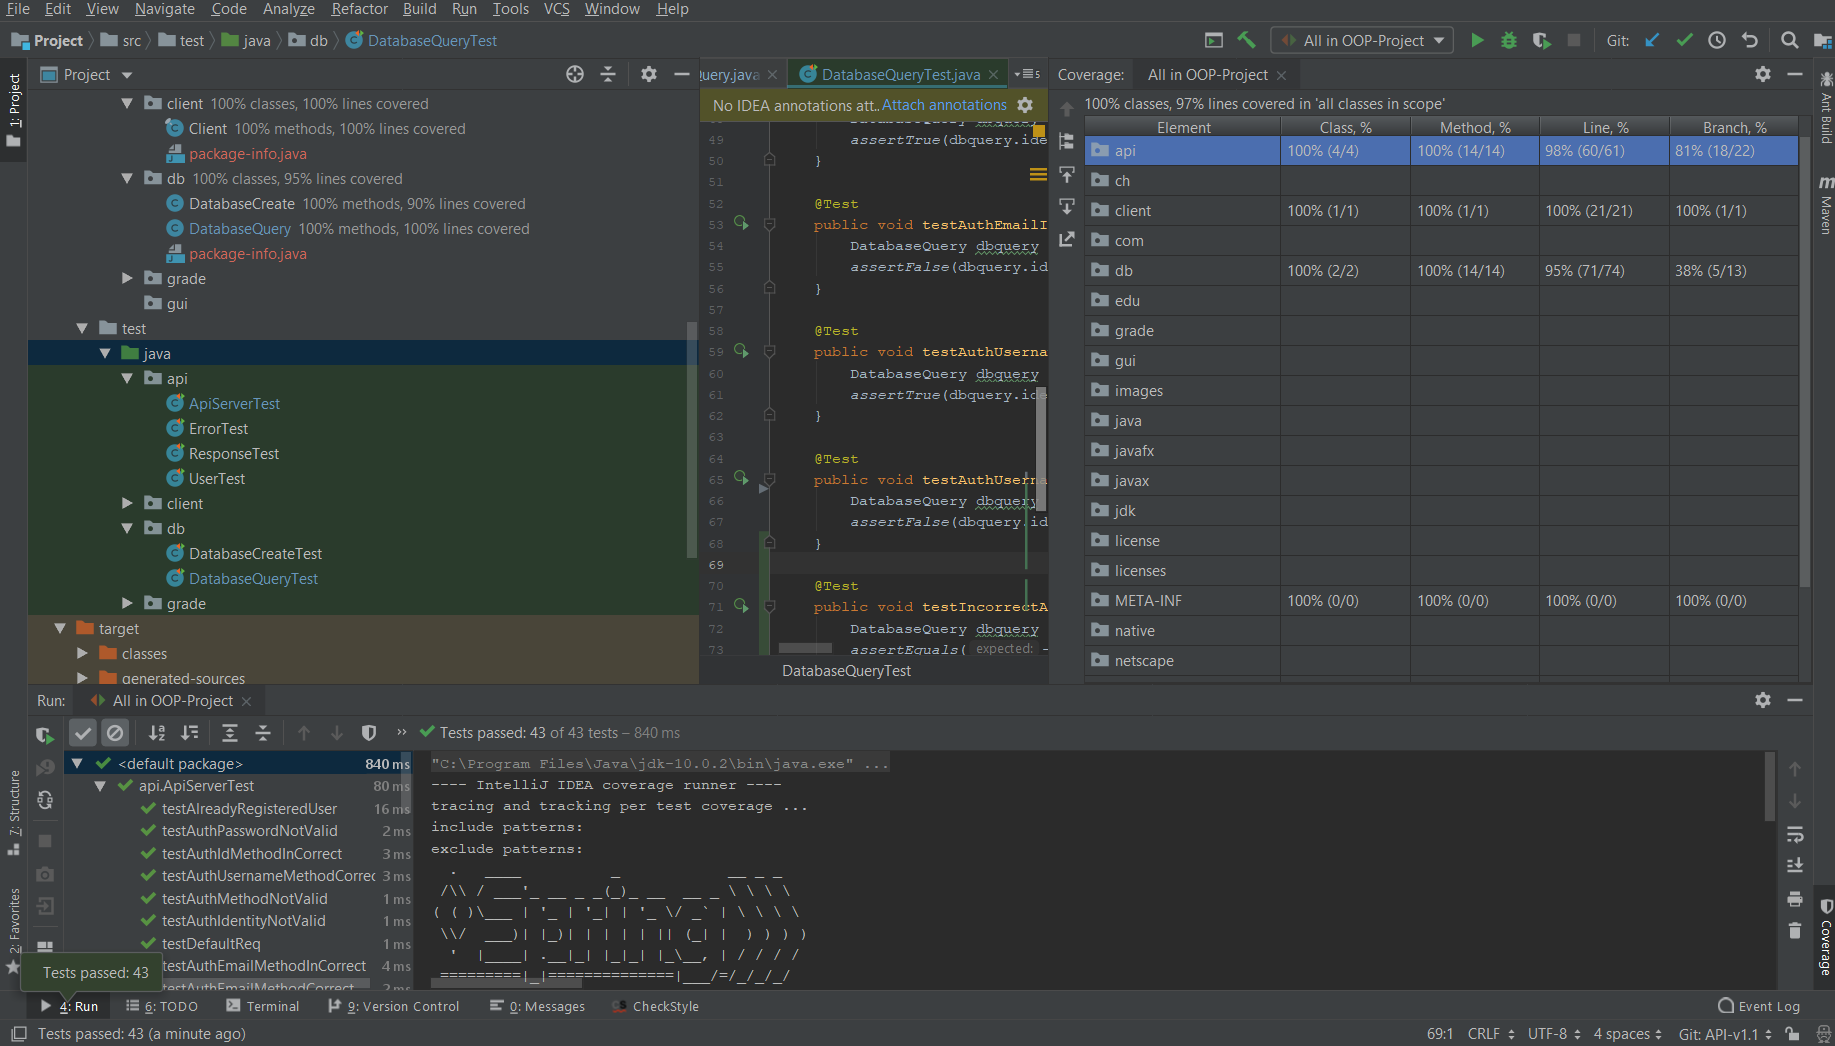 File Edit View Navigate Code Analyze Refactor Build Run Tools VCS Window Help
Project src test java db DatabaseQueryTest
All in OOP-Project Git:
1: Project
Project
client 100% classes, 100% lines covered
Client 100% methods, 100% lines covered
package-info.java
db 100% classes, 95% lines covered
DatabaseCreate 100% methods, 90% lines covered
DatabaseQuery 100% methods, 100% lines covered
package-info.java
grade
gui
test
java
api
ApiServerTest
ErrorTest
ResponseTest
UserTest
client
db
DatabaseCreateTest
DatabaseQueryTest
grade
target
classes
generated-sources
uery.java DatabaseQueryTest.java 5
No IDEA annotations att.. Attach annotations
49 assertTrue(dbquery.ide
50 }
51
52 @Test
53 public void testAuthEmailI
54 DatabaseQuery dbquery
55 assertFalse(dbquery.id
56 }
57
58 @Test
59 public void testAuthUserna
60 DatabaseQuery dbquery
61 assertTrue(dbquery.ide
62 }
63
64 @Test
65 public void testAuthUserna
66 DatabaseQuery dbquery
67 assertFalse(dbquery.id
68 }
69
70 @Test
71 public void testIncorrectA
72 DatabaseQuery dbquery
73 assertEquals( expected: -
DatabaseQueryTest
Coverage: All in OOP-Project
100% classes, 97% lines covered in 'all classes in scope'
Element Class, % Method, % Line, % Branch, %
api 100% (4/4) 100% (14/14) 98% (60/61) 81% (18/22)
ch
client 100% (1/1) 100% (1/1) 100% (21/21) 100% (1/1)
com
db 100% (2/2) 100% (14/14) 95% (71/74) 38% (5/13)
edu
grade
gui
images
java
javafx
javax
jdk
license
licenses
META-INF 100% (0/0) 100% (0/0) 100% (0/0) 100% (0/0)
native
netscape
Ant Build
m Maven
Coverage
7: Structure
2: Favorites
Run: All in OOP-Project
Tests passed: 43 of 43 tests – 840 ms
<default package> 840 ms
api.ApiServerTest 80 ms
testAlreadyRegisteredUser 16 ms
testAuthPasswordNotValid 2 ms
testAuthIdMethodInCorrect 3 ms
testAuthUsernameMethodCorrec 3 ms
testAuthMethodNotValid 1 ms
testAuthIdentityNotValid 1 ms
testDefaultReq 1 ms
testAuthEmailMethodInCorrect 4 ms
testAuthEmailMethodCorrect 2 ms
"C:\Program Files\Java\jdk-10.0.2\bin\java.exe" ...
---- IntelliJ IDEA coverage runner ----
tracing and tracking per test coverage ...
include patterns:
exclude patterns:
  .   ____          _            __ _ _
 /\\ / ___'_ __ _ _(_)_ __  __ _ \ \ \ \
( ( )\___ | '_ | '_| | '_ \/ _` | \ \ \ \
 \\/  ___)| |_)| | | | | || (_| |  ) ) ) )
  '  |____| .__|_| |_|_| |_\__, | / / / /
 =========|_|==============|___/=/_/_/_/
Tests passed: 43
4: Run 6: TODO Terminal 9: Version Control 0: Messages CheckStyle Event Log
Tests passed: 43 (a minute ago) 69:1 CRLF UTF-8 4 spaces Git: API-v1.1